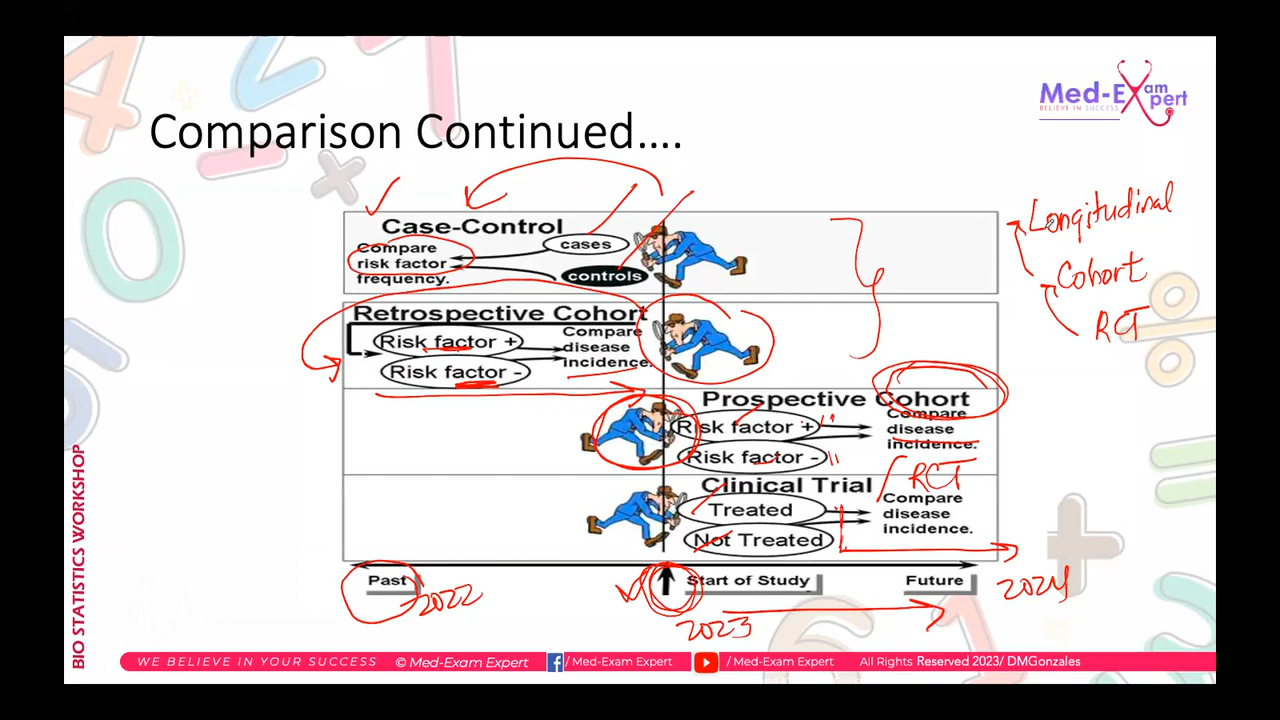 Med-Exam
Expert
BELIEVE IN SUCCESS
Comparison Continued....
Case-Control
Compare
risk factor
frequency.
cases
controls
Retrospective Cohort
Risk factor +
Risk factor -
Compare
disease
incidence.
Prospective Cohort
Risk factor +
Risk factor -
Compare
disease
incidence.
Clinical Trial
RCT
Treated
Not Treated
Compare
disease
incidence.
Past
Start of Study
Future
2022
2023
2024
Longitudinal
Cohort
RCT
BIO STATISTICS WORKSHOP
WE BELIEVE IN YOUR SUCCESS © Med-Exam Expert / Med-Exam Expert / Med-Exam Expert All Rights Reserved 2023/ DMGonzales